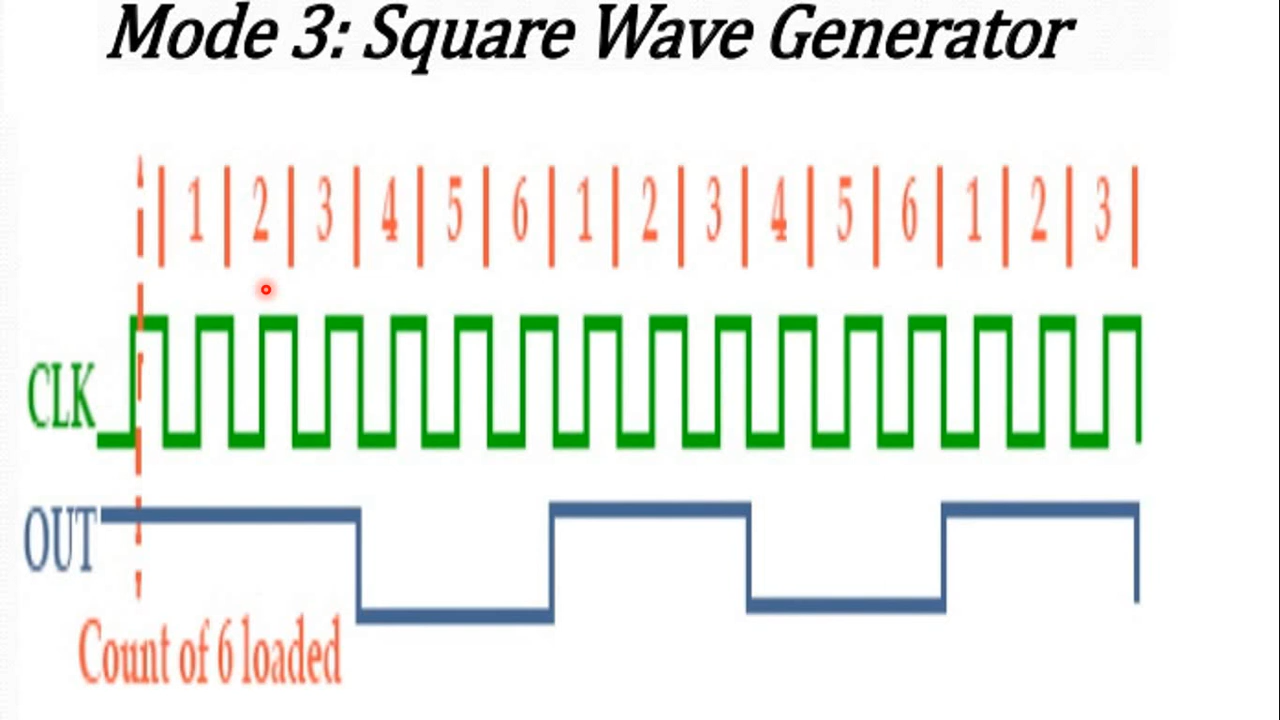 Mode 3: Square Wave Generator
1 2 3 4 5 6 1 2 3 4 5 6 1 2 3
CLK
OUT
Count of 6 loaded